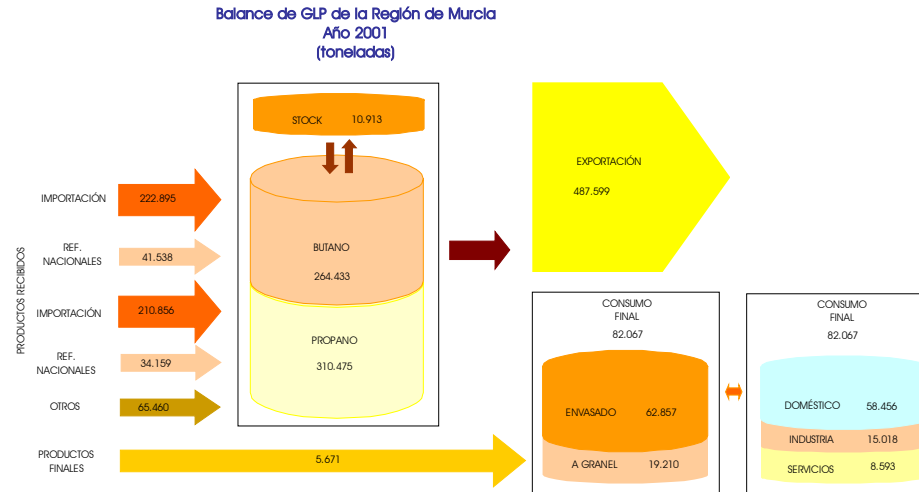 Balance de GLP de la Región de Murcia
Año 2001
(toneladas)
STOCK 10.913
EXPORTACIÓN
487.599
PRODUCTOS RECIBIDOS
IMPORTACIÓN 222.895
REF.
NACIONALES 41.538
BUTANO
264.433
IMPORTACIÓN 210.856
REF.
NACIONALES 34.159
PROPANO
310.475
OTROS 65.460
PRODUCTOS
FINALES 5.671
CONSUMO
FINAL
82.067
ENVASADO 62.857
A GRANEL 19.210
CONSUMO
FINAL
82.067
DOMÉSTICO 58.456
INDUSTRIA 15.018
SERVICIOS 8.593